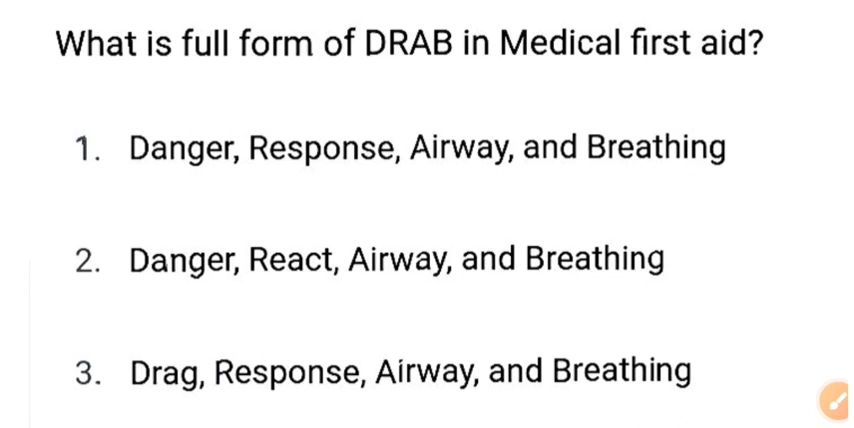 What is full form of DRAB in Medical first aid?
1. Danger, Response, Airway, and Breathing
2. Danger, React, Airway, and Breathing
3. Drag, Response, Airway, and Breathing